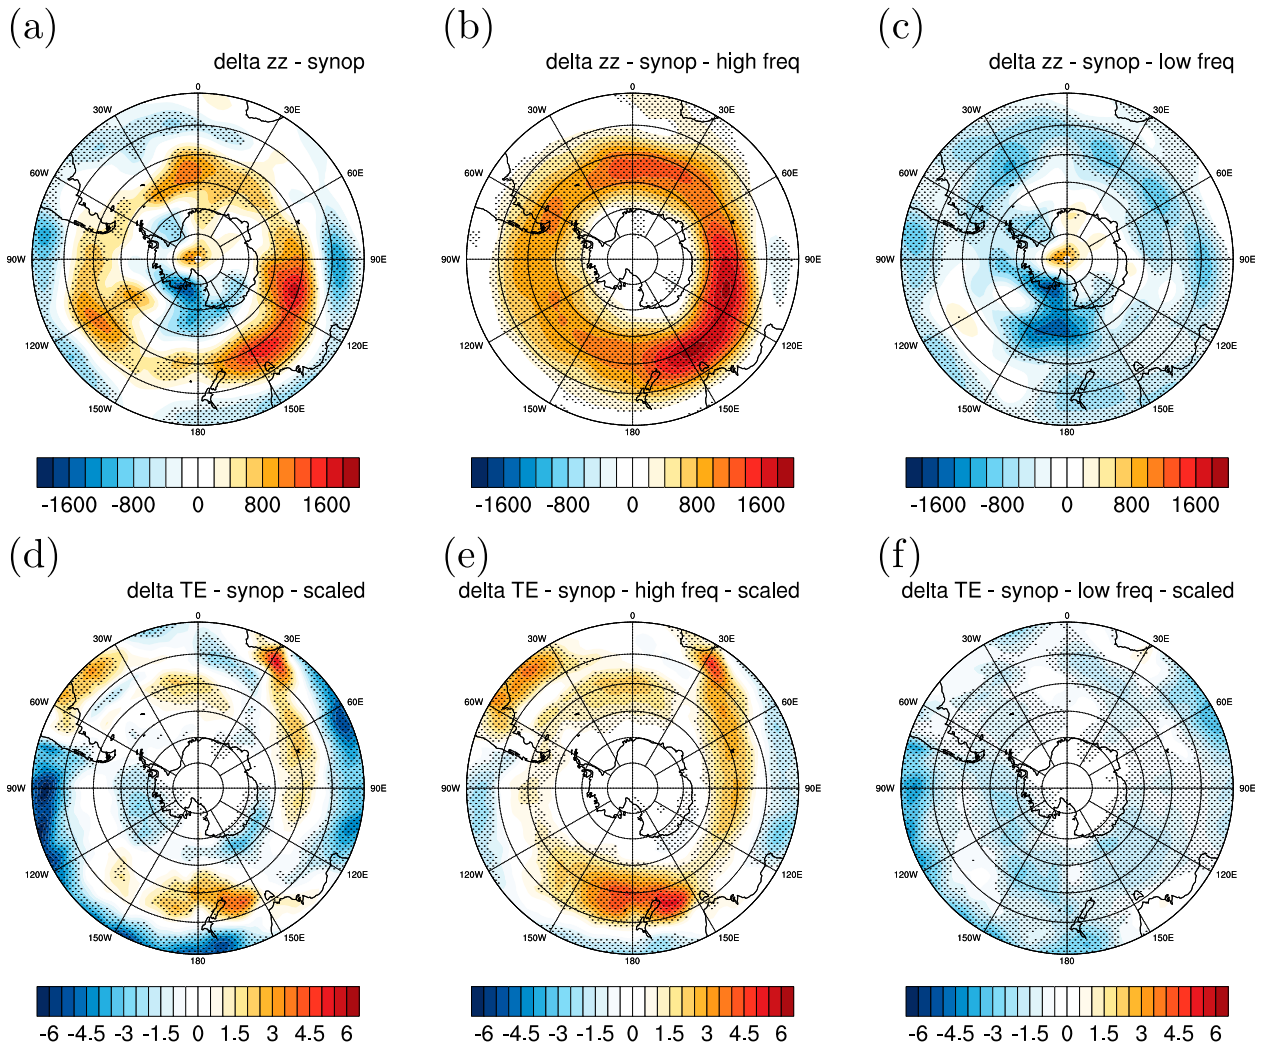 (a) (b) (c)
delta zz - synop delta zz - synop - high freq delta zz - synop - low freq
0 0 0
30W 30E 30W 30E 30W 30E
60W 60E 60W 60E 60W 60E
90W 90E 90W 90E 90W 90E
120W 120E 120W 120E 120W 120E
150W 150E 150W 150E 150W 150E
180 180 180
-1600 -800 0 800 1600 -1600 -800 0 800 1600 -1600 -800 0 800 1600
(d) (e) (f)
delta TE - synop - scaled delta TE - synop - high freq - scaled delta TE - synop - low freq - scaled
0 0 0
30W 30E 30W 30E 30W 30E
60W 60E 60W 60E 60W 60E
90W 90E 90W 90E 90W 90E
120W 120E 120W 120E 120W 120E
150W 150E 150W 150E 150W 150E
180 180 180
-6 -4.5 -3 -1.5 0 1.5 3 4.5 6 -6 -4.5 -3 -1.5 0 1.5 3 4.5 6 -6 -4.5 -3 -1.5 0 1.5 3 4.5 6